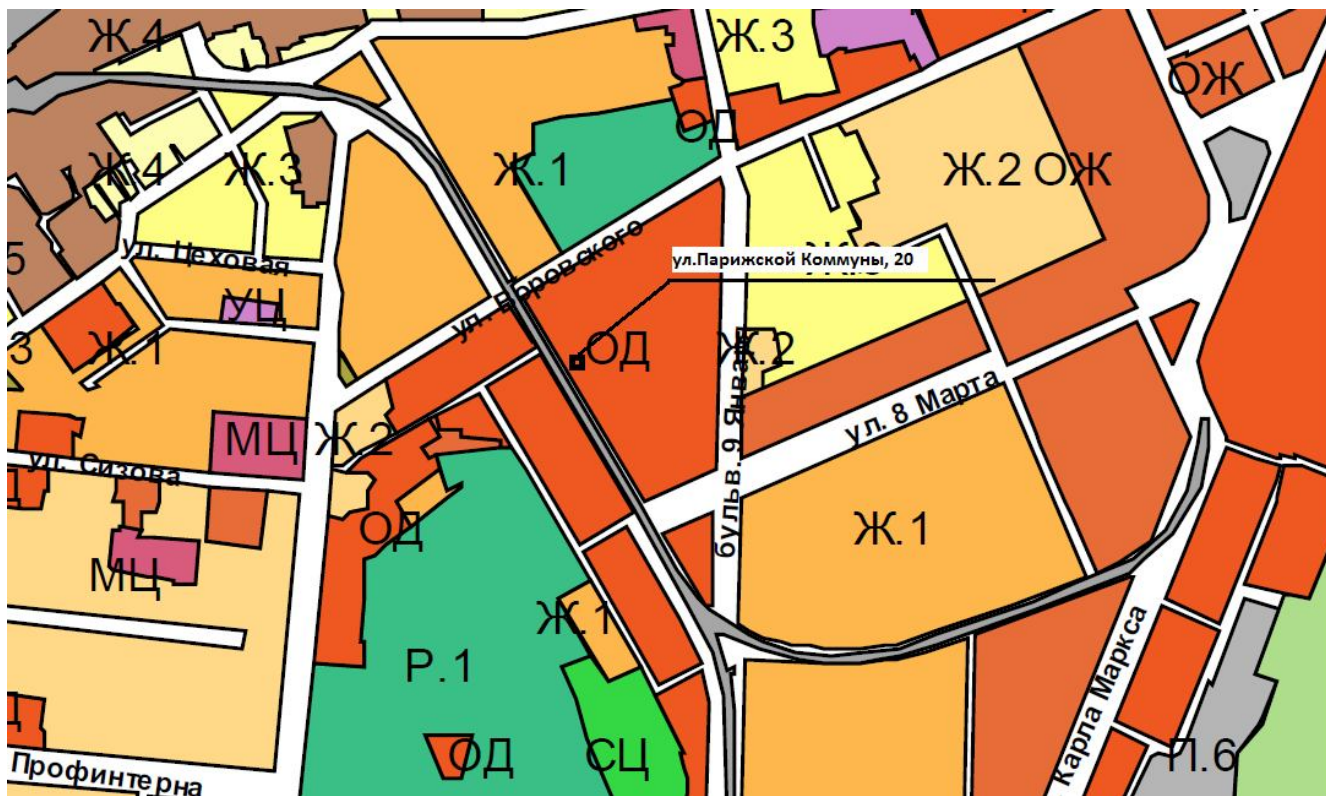 Ж.4
Ж.3
ОЖ
ОД
Ж.4
Ж.3
Ж.1
Ж.2 ОЖ
ул. Цеховая
5
ул. Воровского
ул.Парижской Коммуны, 20
УЦ
3
Ж.1
ОД
Ж.2
бульв. 9 Января
ул. 8 Марта
МЦ Ж.2
ул. Сизова
ОД
Ж.1
МЦ
Ж.1
Р.1
Карла Маркса
ОД
СЦ
П.6
Профинтерна